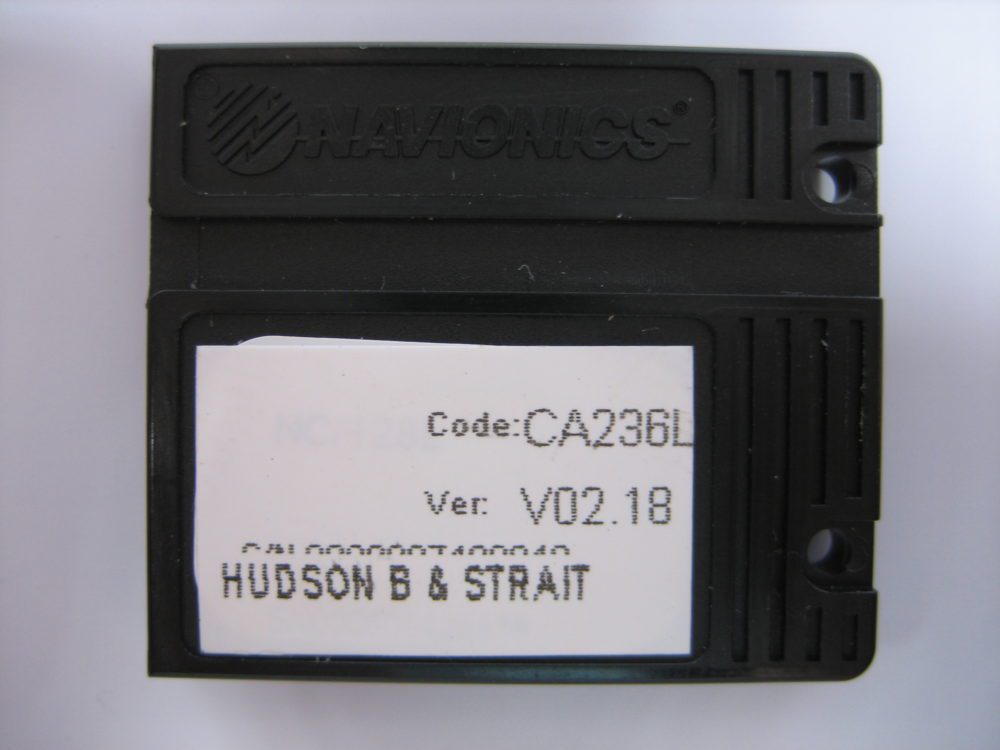 NAVIONICS®
Code:CA236L
Ver: V02.18
HUDSON B & STRAIT